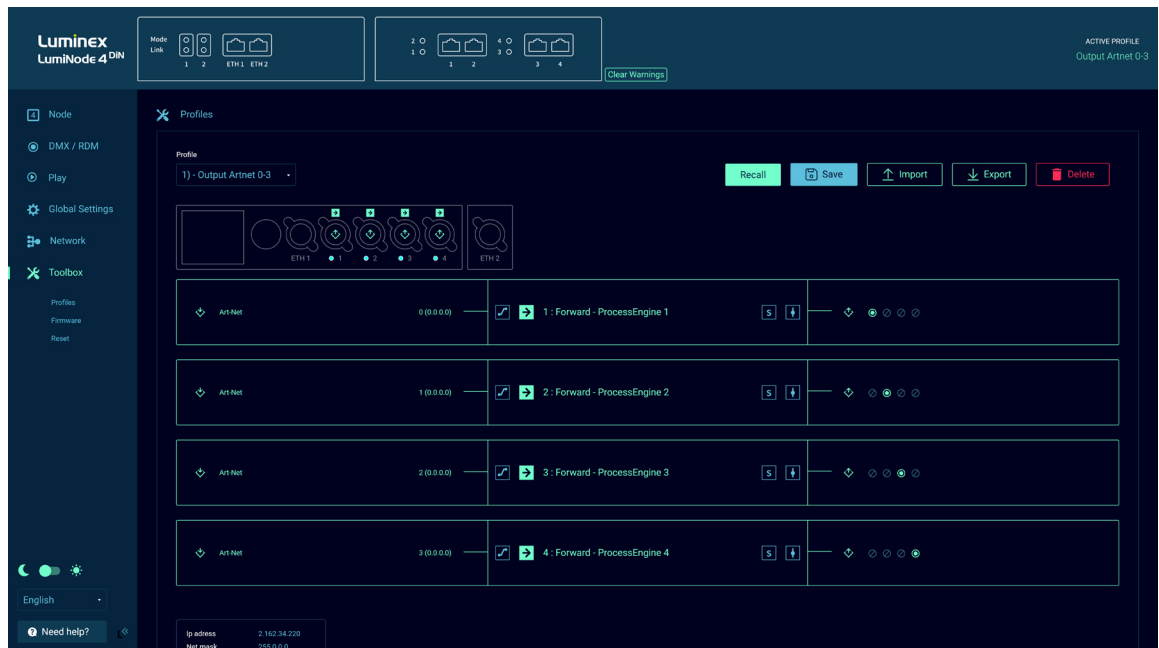 Luminex
LumiNode 4 DiN
Mode
Link
1 2 ETH 1 ETH 2
2 4
1 3
1 2 3 4
Clear Warnings
ACTIVE PROFILE
Output Artnet 0-3
4 Node
DMX / RDM
Play
Global Settings
Network
Toolbox
Profiles
Firmware
Reset
English
Need help?
Profiles
Profile
1) - Output Artnet 0-3
Recall Save Import Export Delete
ETH 1 1 2 3 4 ETH 2
Art-Net 0 (0.0.0.0) 1 : Forward - ProcessEngine 1 S
Art-Net 1 (0.0.0.0) 2 : Forward - ProcessEngine 2 S
Art-Net 2 (0.0.0.0) 3 : Forward - ProcessEngine 3 S
Art-Net 3 (0.0.0.0) 4 : Forward - ProcessEngine 4 S
Ip adress 2.162.34.220
Net mask 255.0.0.0